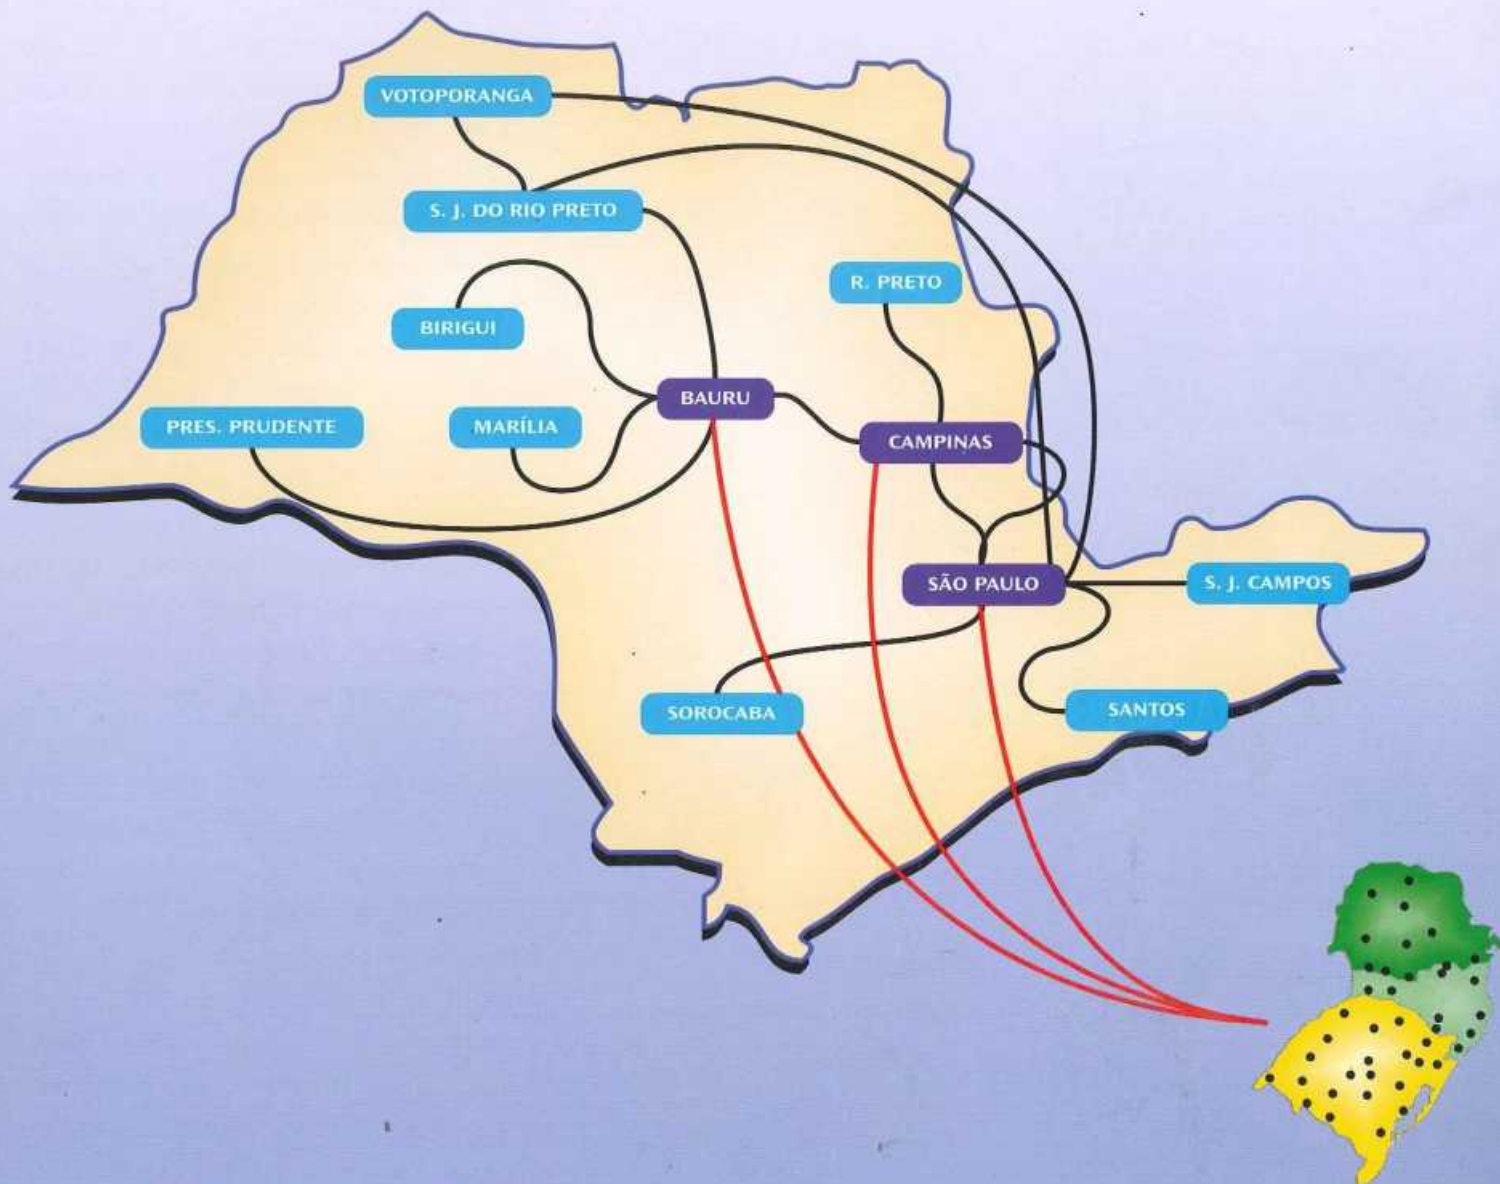 VOTOPORANGA
S. J. DO RIO PRETO
R. PRETO
BIRIGUI
BAURU
PRES. PRUDENTE
MARÍLIA
CAMPINAS
SÃO PAULO
S. J. CAMPOS
SOROCABA
SANTOS